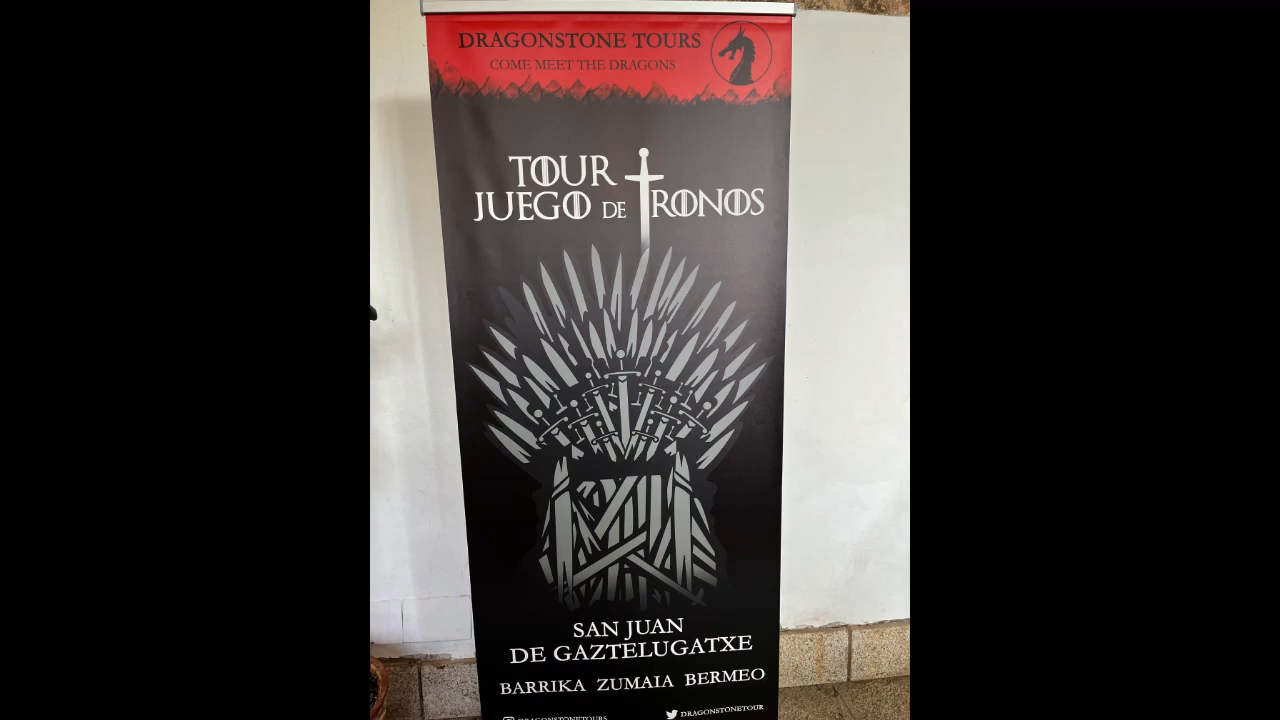 DRAGONSTONE TOURS
COME MEET THE DRAGONS
TOUR
JUEGO DE TRONOS
SAN JUAN
DE GAZTELUGATXE
BARRIKA ZUMAIA BERMEO
DRAGONSTONETOURS DRAGONSTONETOUR